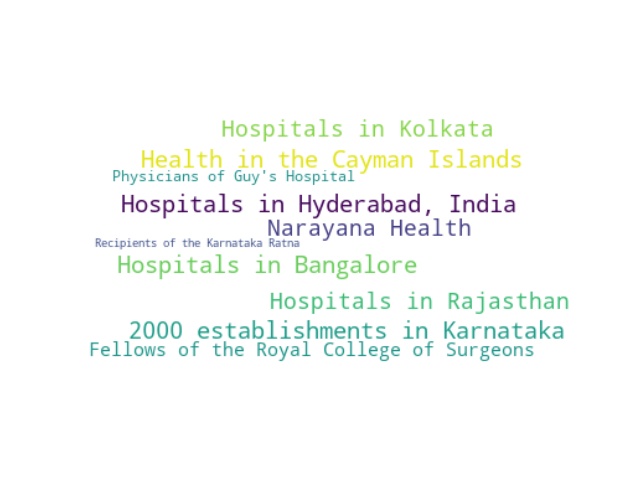 Hospitals in Kolkata
Health in the Cayman Islands
Physicians of Guy's Hospital
Hospitals in Hyderabad, India
Narayana Health
Recipients of the Karnataka Ratna
Hospitals in Bangalore
Hospitals in Rajasthan
2000 establishments in Karnataka
Fellows of the Royal College of Surgeons